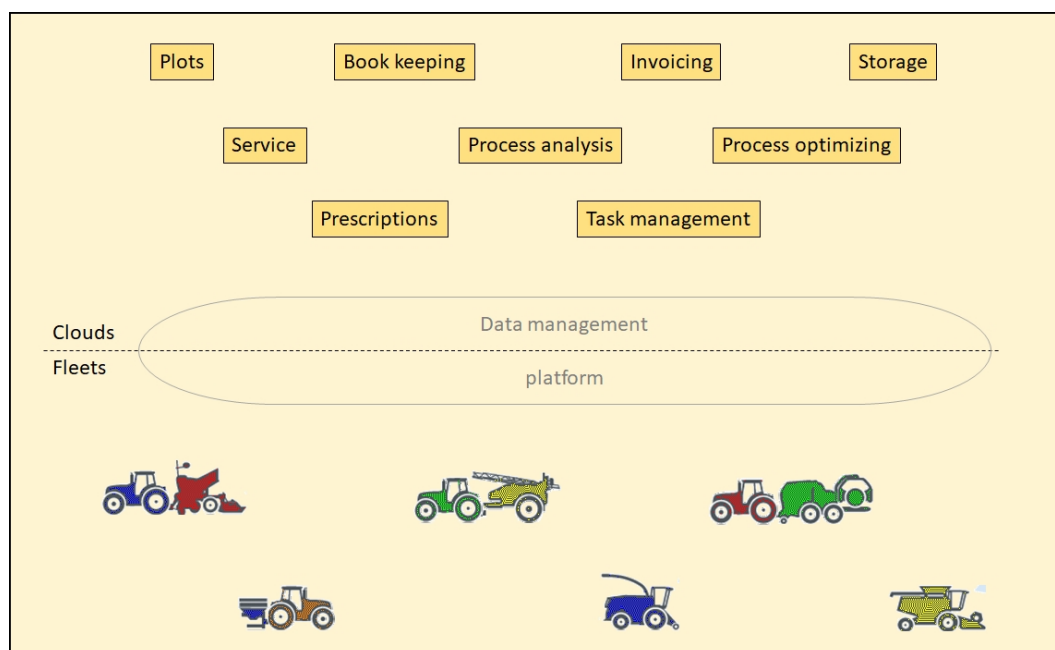 Plots
Book keeping
Invoicing
Storage
Service
Process analysis
Process optimizing
Prescriptions
Task management
Data management
Clouds
Fleets
platform